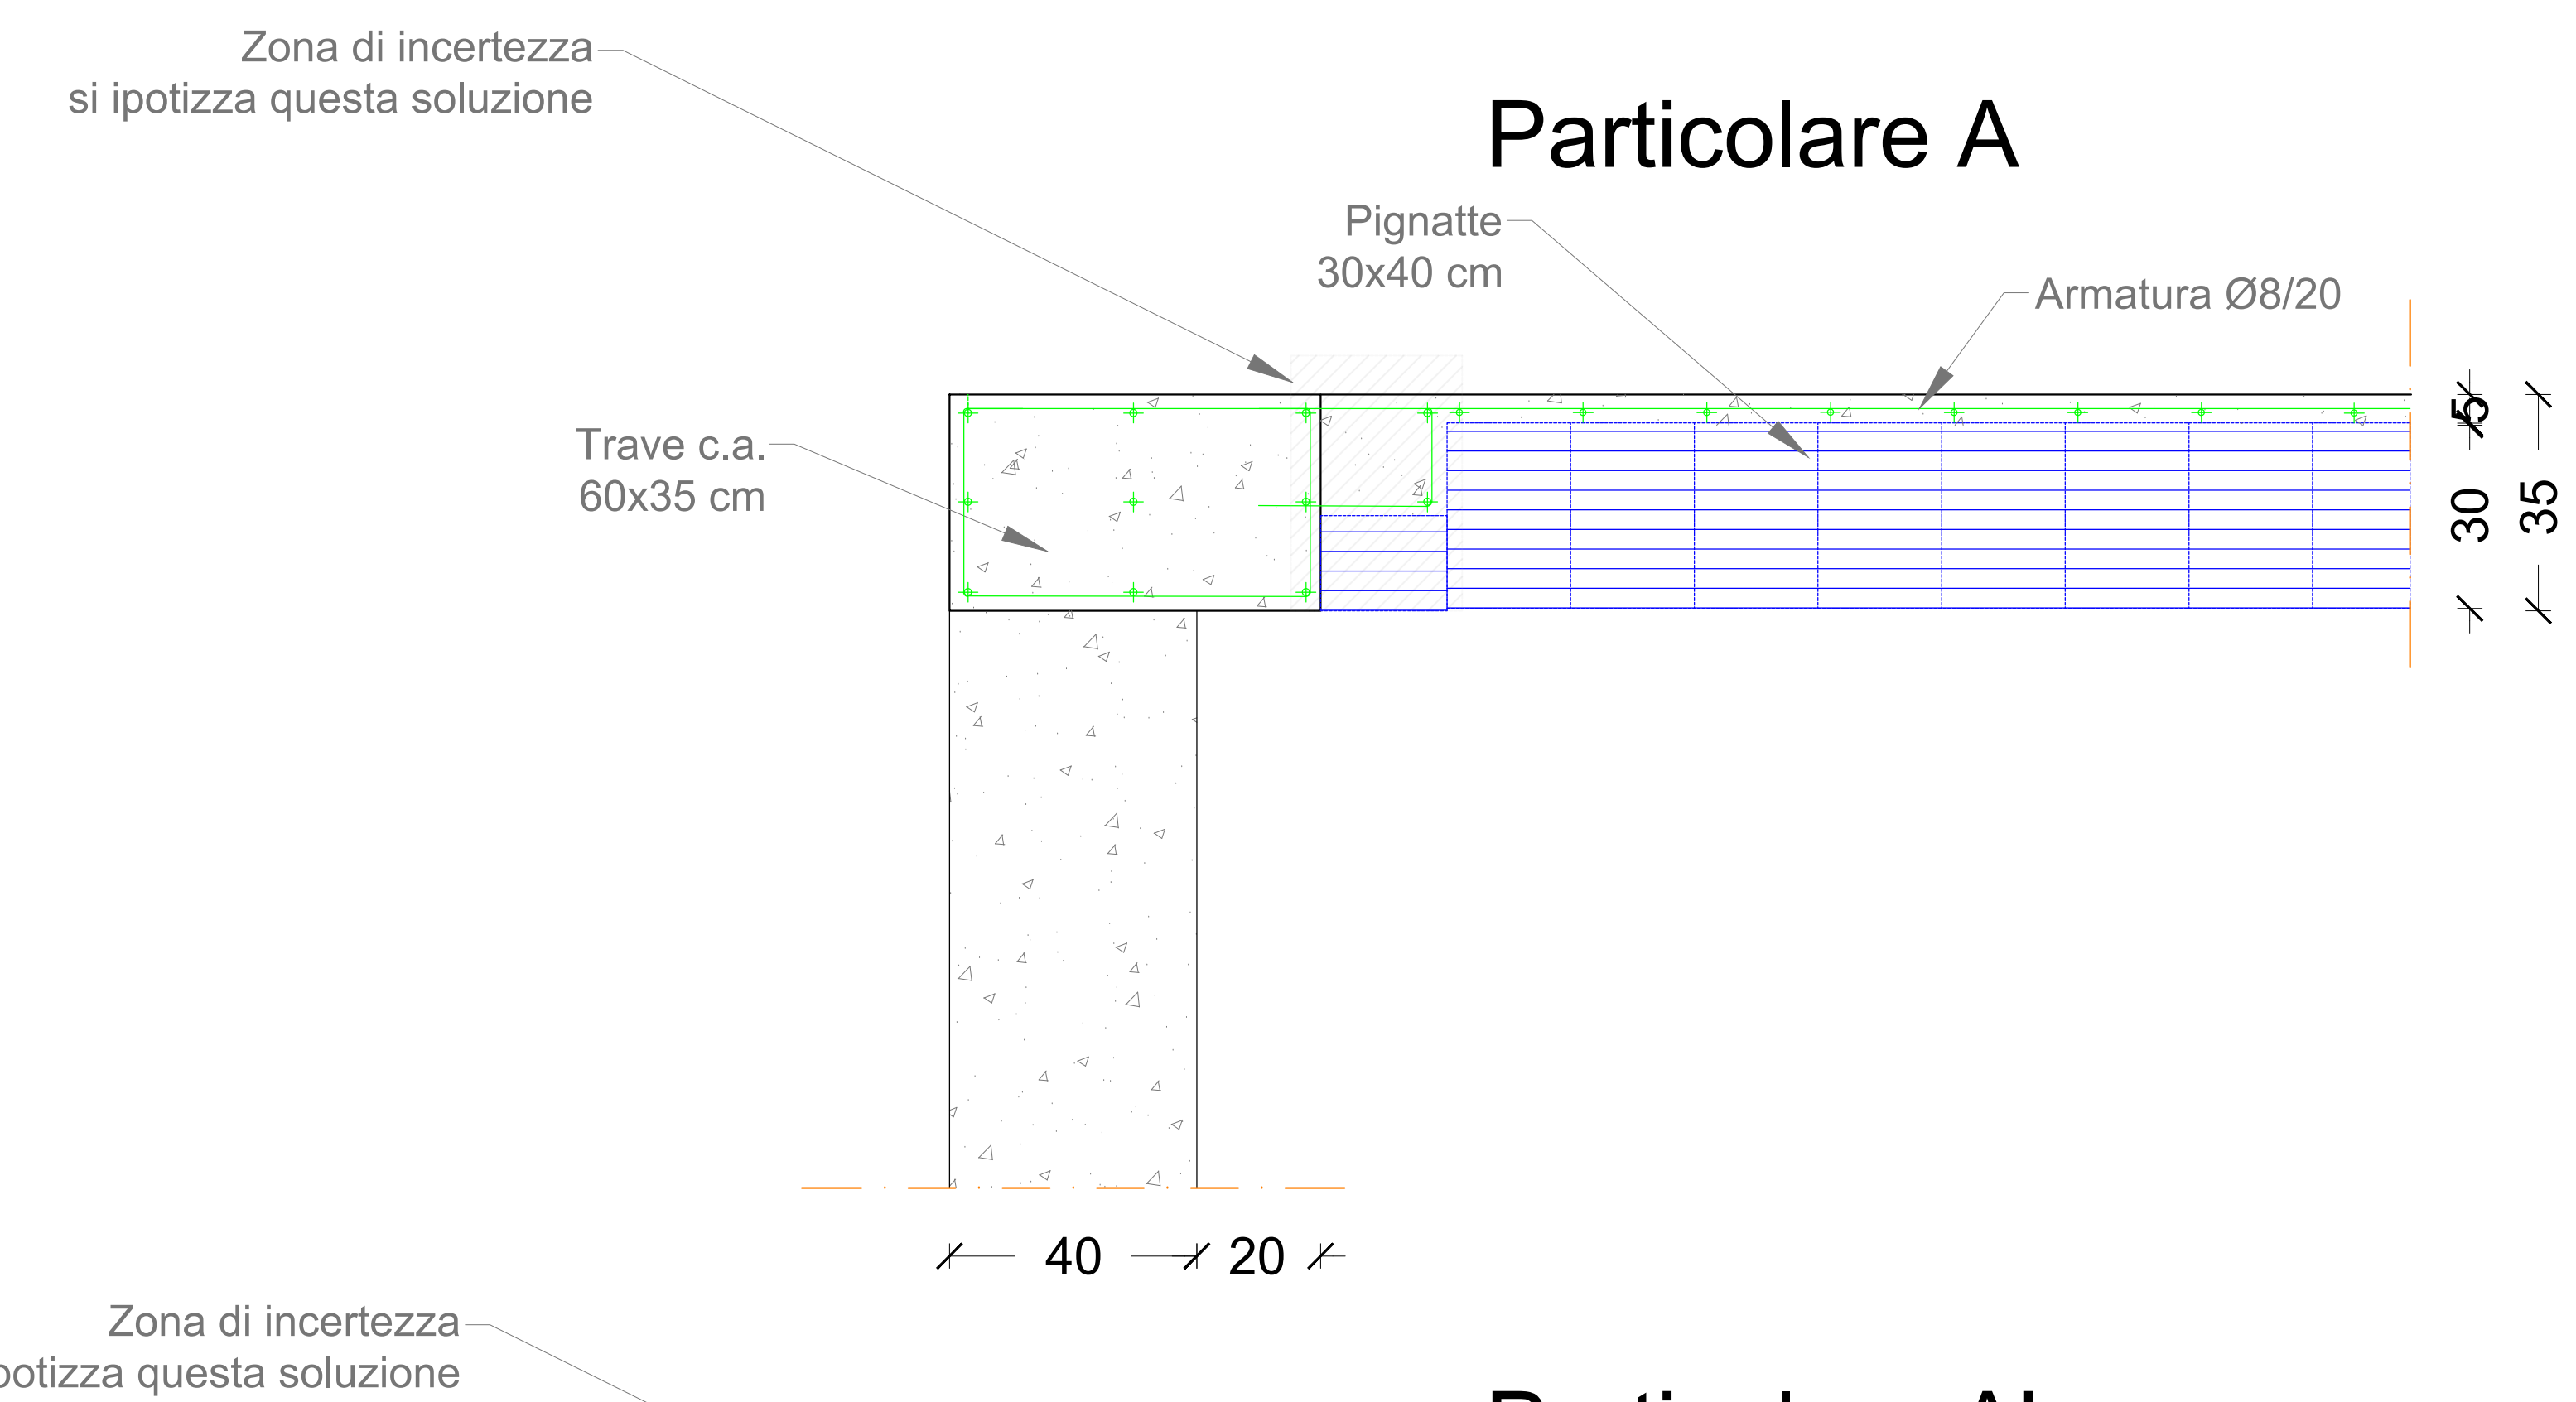 Zona di incertezza
si ipotizza questa soluzione
Particolare A
Pignatte
30x40 cm
Armatura Ø8/20
Trave c.a.
60x35 cm
5
30
35
40
20
Zona di incertezza
questa soluzione